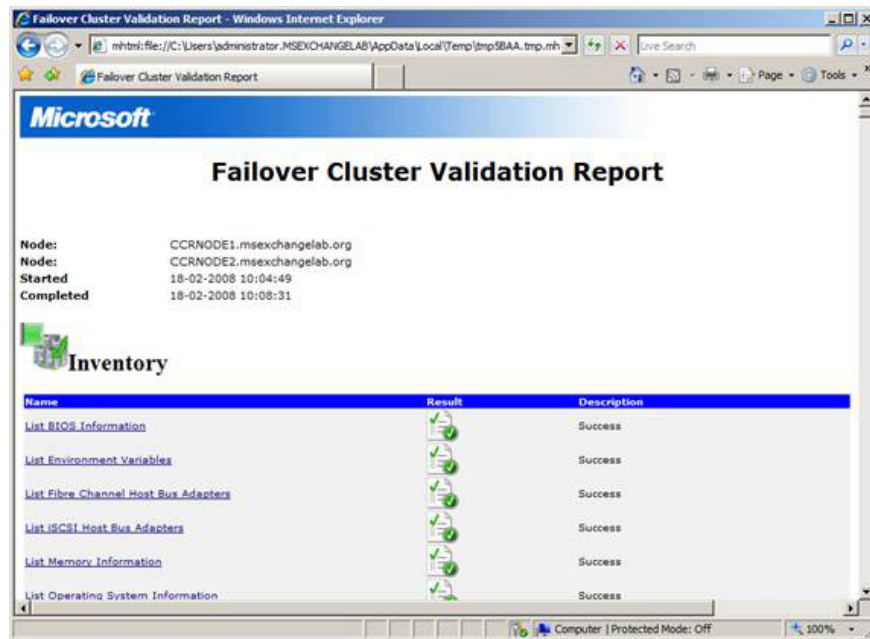 Failover Cluster Validation Report - Windows Internet Explorer
mhtml:file://C:\Users\administrator.MSEXCHANGELAB\AppData\Local\Temp\tmp5BAA.tmp.mh
Live Search
Failover Cluster Validation Report
Page
Tools
Microsoft
Failover Cluster Validation Report
Node: CCRNODE1.msexchangelab.org
Node: CCRNODE2.msexchangelab.org
Started 18-02-2008 10:04:49
Completed 18-02-2008 10:08:31
Inventory
Name Result Description
List BIOS Information Success
List Environment Variables Success
List Fibre Channel Host Bus Adapters Success
List iSCSI Host Bus Adapters Success
List Memory Information Success
List Operating System Information Success
Computer | Protected Mode: Off 100%